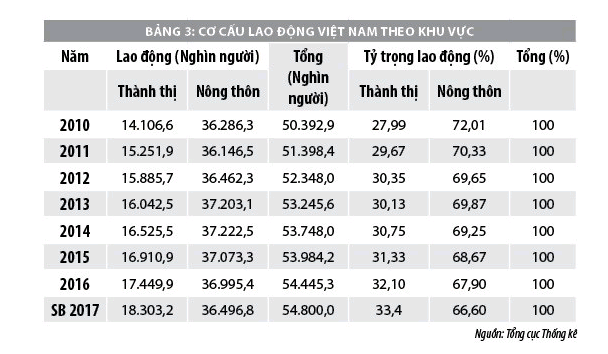 BẢNG 3: CƠ CẤU LAO ĐỘNG VIỆT NAM THEO KHU VỰC
Năm Lao động (Nghìn người) Tổng (Nghìn người) Tỷ trọng lao động (%) Tổng (%)
Thành thị Nông thôn Thành thị Nông thôn
2010 14.106,6 36.286,3 50.392,9 27,99 72,01 100
2011 15.251,9 36.146,5 51.398,4 29,67 70,33 100
2012 15.885,7 36.462,3 52.348,0 30,35 69,65 100
2013 16.042,5 37.203,1 53.245,6 30,13 69,87 100
2014 16.525,5 37.222,5 53.748,0 30,75 69,25 100
2015 16.910,9 37.073,3 53.984,2 31,33 68,67 100
2016 17.449,9 36.995,4 54.445,3 32,10 67,90 100
SB 2017 18.303,2 36.496,8 54.800,0 33,4 66,60 100
Nguồn: Tổng cục Thống kê